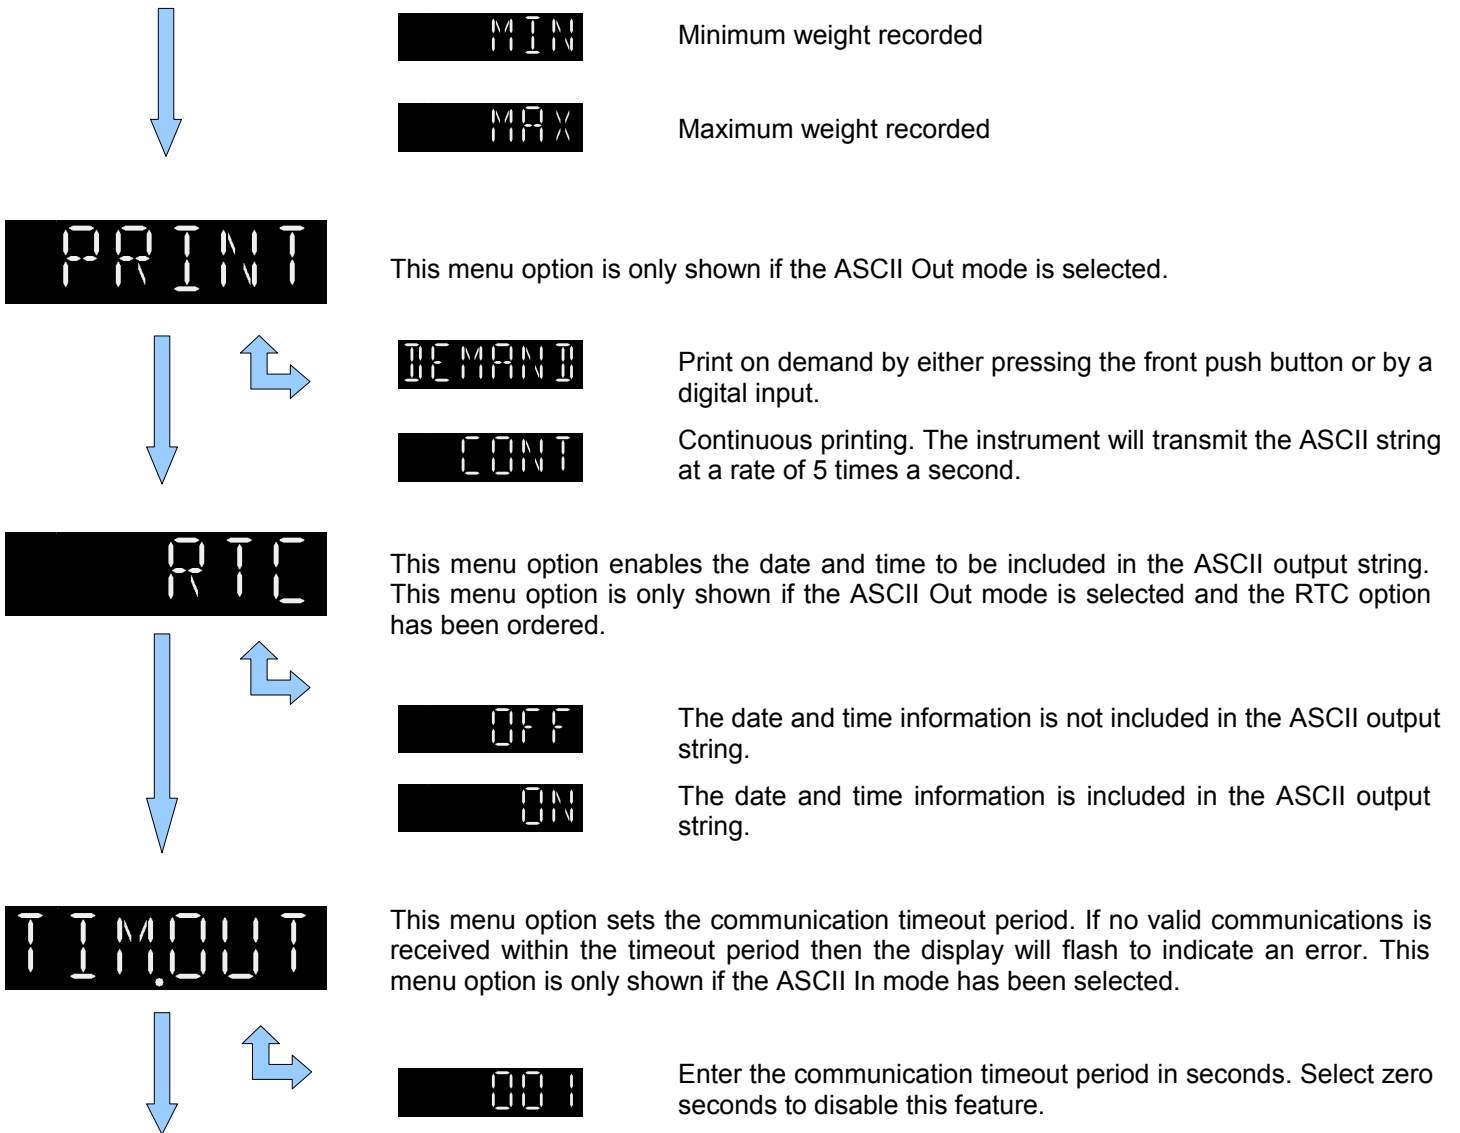 MIN
Minimum weight recorded
MAX
Maximum weight recorded
PRINT
This menu option is only shown if the ASCII Out mode is selected.
DEMAND
Print on demand by either pressing the front push button or by a
digital input.
CONT
Continuous printing. The instrument will transmit the ASCII string
at a rate of 5 times a second.
RTC
This menu option enables the date and time to be included in the ASCII output string.
This menu option is only shown if the ASCII Out mode is selected and the RTC option
has been ordered.
OFF
The date and time information is not included in the ASCII output
string.
ON
The date and time information is included in the ASCII output
string.
TIM.OUT
This menu option sets the communication timeout period. If no valid communications is
received within the timeout period then the display will flash to indicate an error. This
menu option is only shown if the ASCII In mode has been selected.
001
Enter the communication timeout period in seconds. Select zero
seconds to disable this feature.